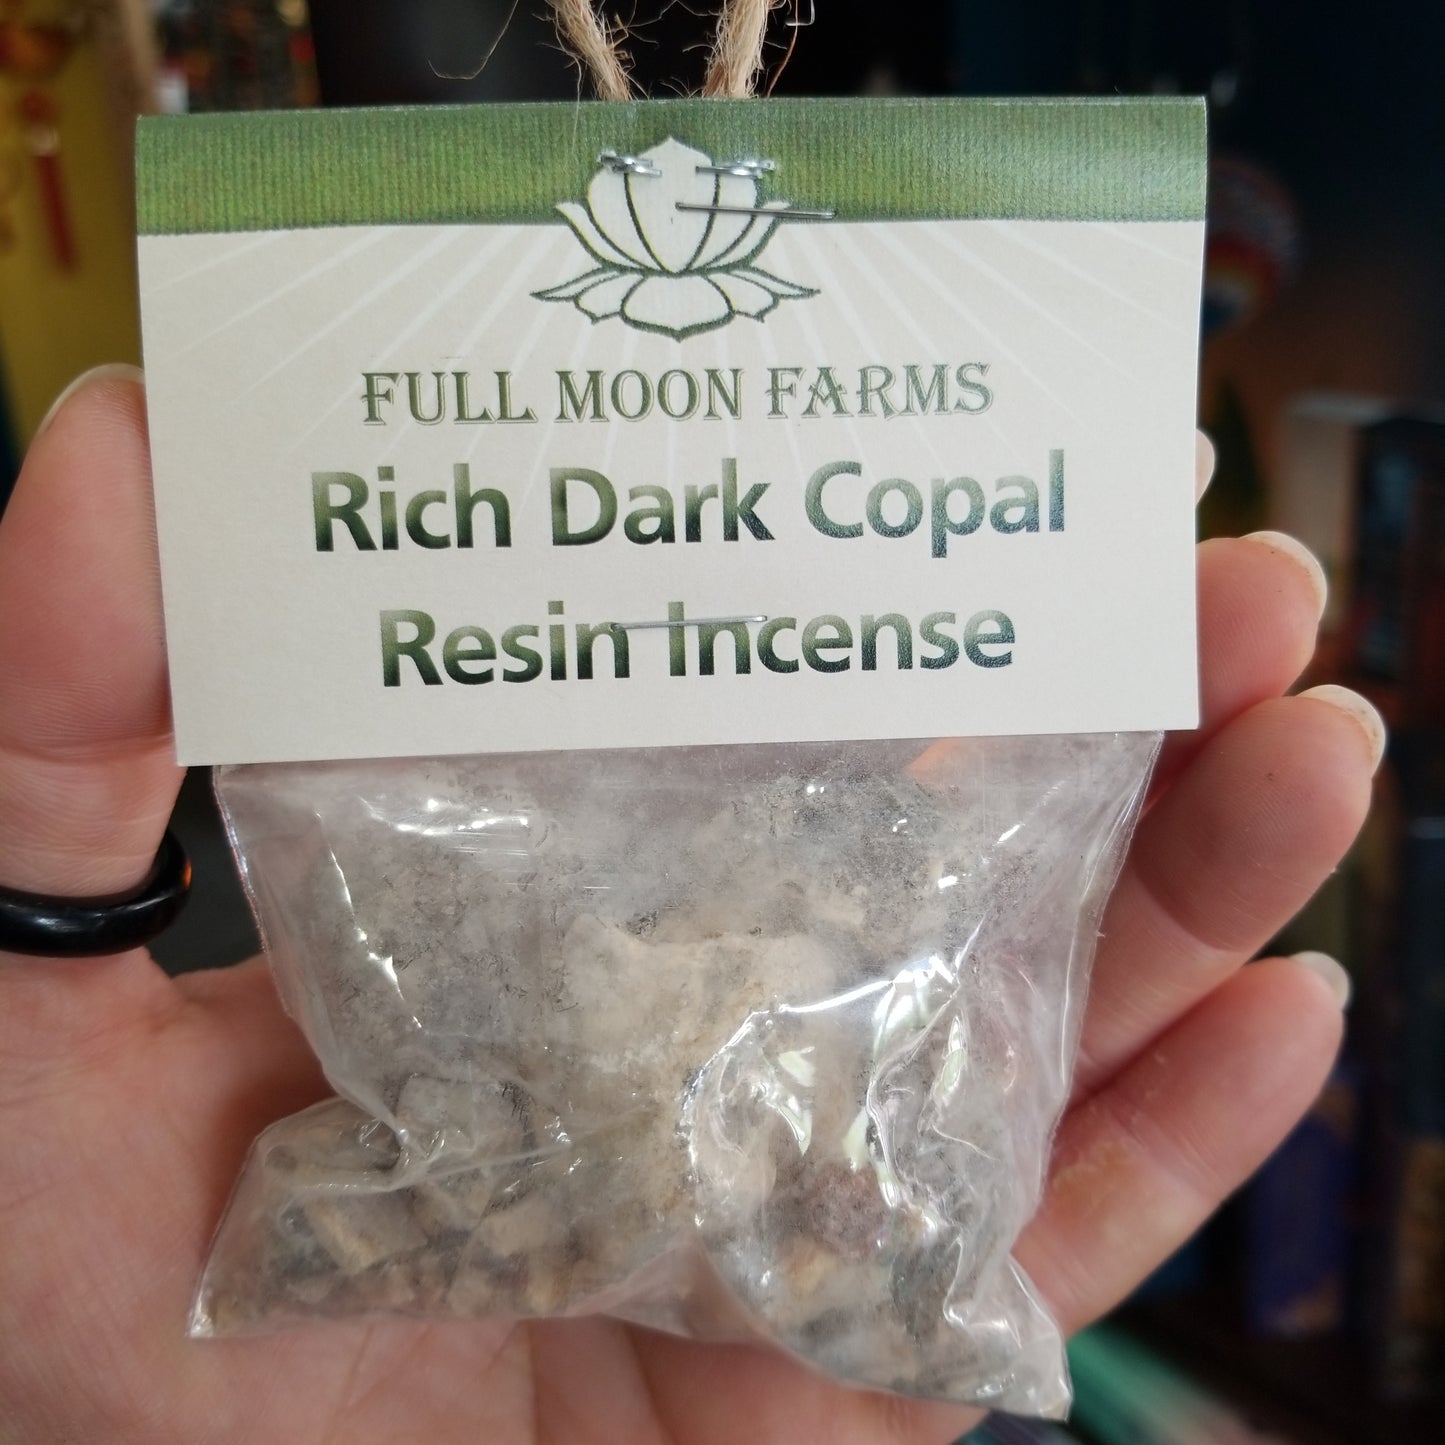 FULL MOON FARMS
Rich Dark Copal
Resin Incense